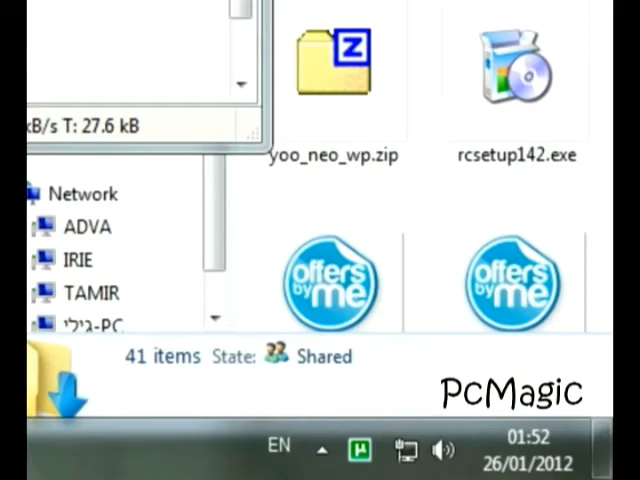 kB/s T: 27.6 kB
yoo_neo_wp.zip
rcsetup142.exe
Network
ADVA
IRIE
TAMIR
גילי-PC
offers
by me
offers
by me
41 items State: Shared
PcMagic
EN
µ
01:52
26/01/2012